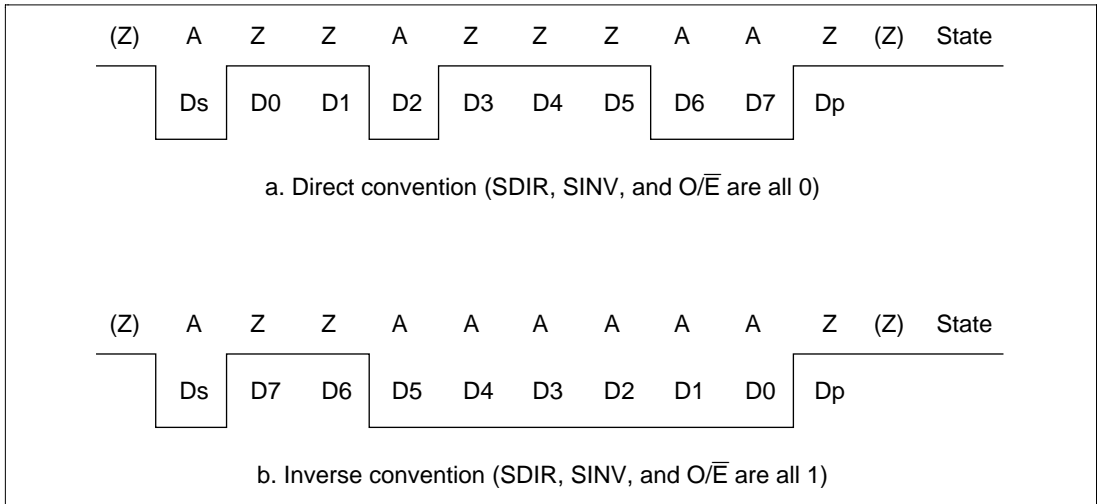 (Z) A Z Z A Z Z Z A A Z (Z) State
Ds D0 D1 D2 D3 D4 D5 D6 D7 Dp
a. Direct convention (SDIR, SINV, and O/E̅ are all 0)
(Z) A Z Z A A A A A A Z (Z) State
Ds D7 D6 D5 D4 D3 D2 D1 D0 Dp
b. Inverse convention (SDIR, SINV, and O/E̅ are all 1)